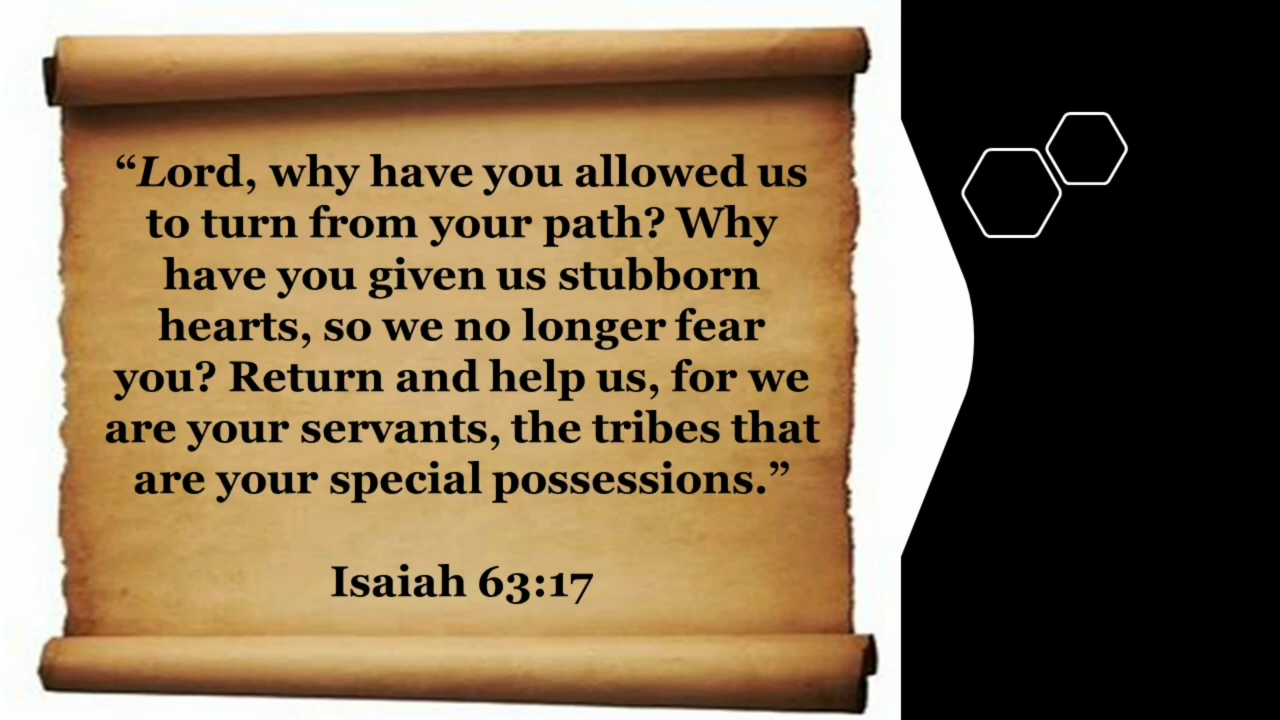 “Lord, why have you allowed us
to turn from your path? Why
have you given us stubborn
hearts, so we no longer fear
you? Return and help us, for we
are your servants, the tribes that
are your special possessions.”
Isaiah 63:17